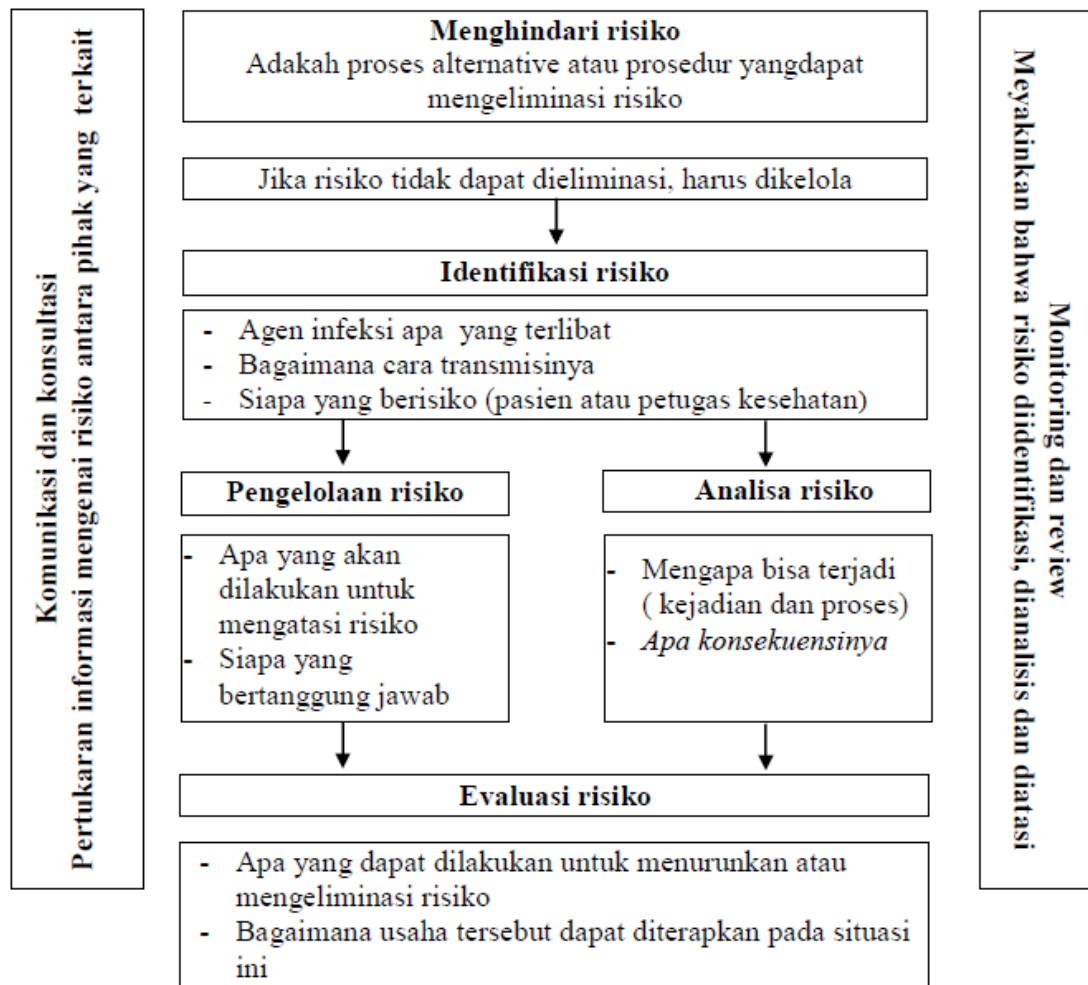 Komunikasi dan konsultasi
Pertukaran informasi mengenai risiko antara pihak yang terkait
Menghindari risiko
Adakah proses alternative atau prosedur yangdapat
mengeliminasi risiko
Jika risiko tidak dapat dieliminasi, harus dikelola
Identifikasi risiko
- Agen infeksi apa yang terlibat
- Bagaimana cara transmisinya
- Siapa yang berisiko (pasien atau petugas kesehatan)
Pengelolaan risiko
- Apa yang akan
dilakukan untuk
mengatasi risiko
- Siapa yang
bertanggung jawab
Analisa risiko
- Mengapa bisa terjadi
( kejadian dan proses)
- Apa konsekuensinya
Evaluasi risiko
- Apa yang dapat dilakukan untuk menurunkan atau
mengeliminasi risiko
- Bagaimana usaha tersebut dapat diterapkan pada situasi
ini
Monitoring dan review
Meyakinkan bahwa risiko diidentifikasi, dianalisis dan diatasi